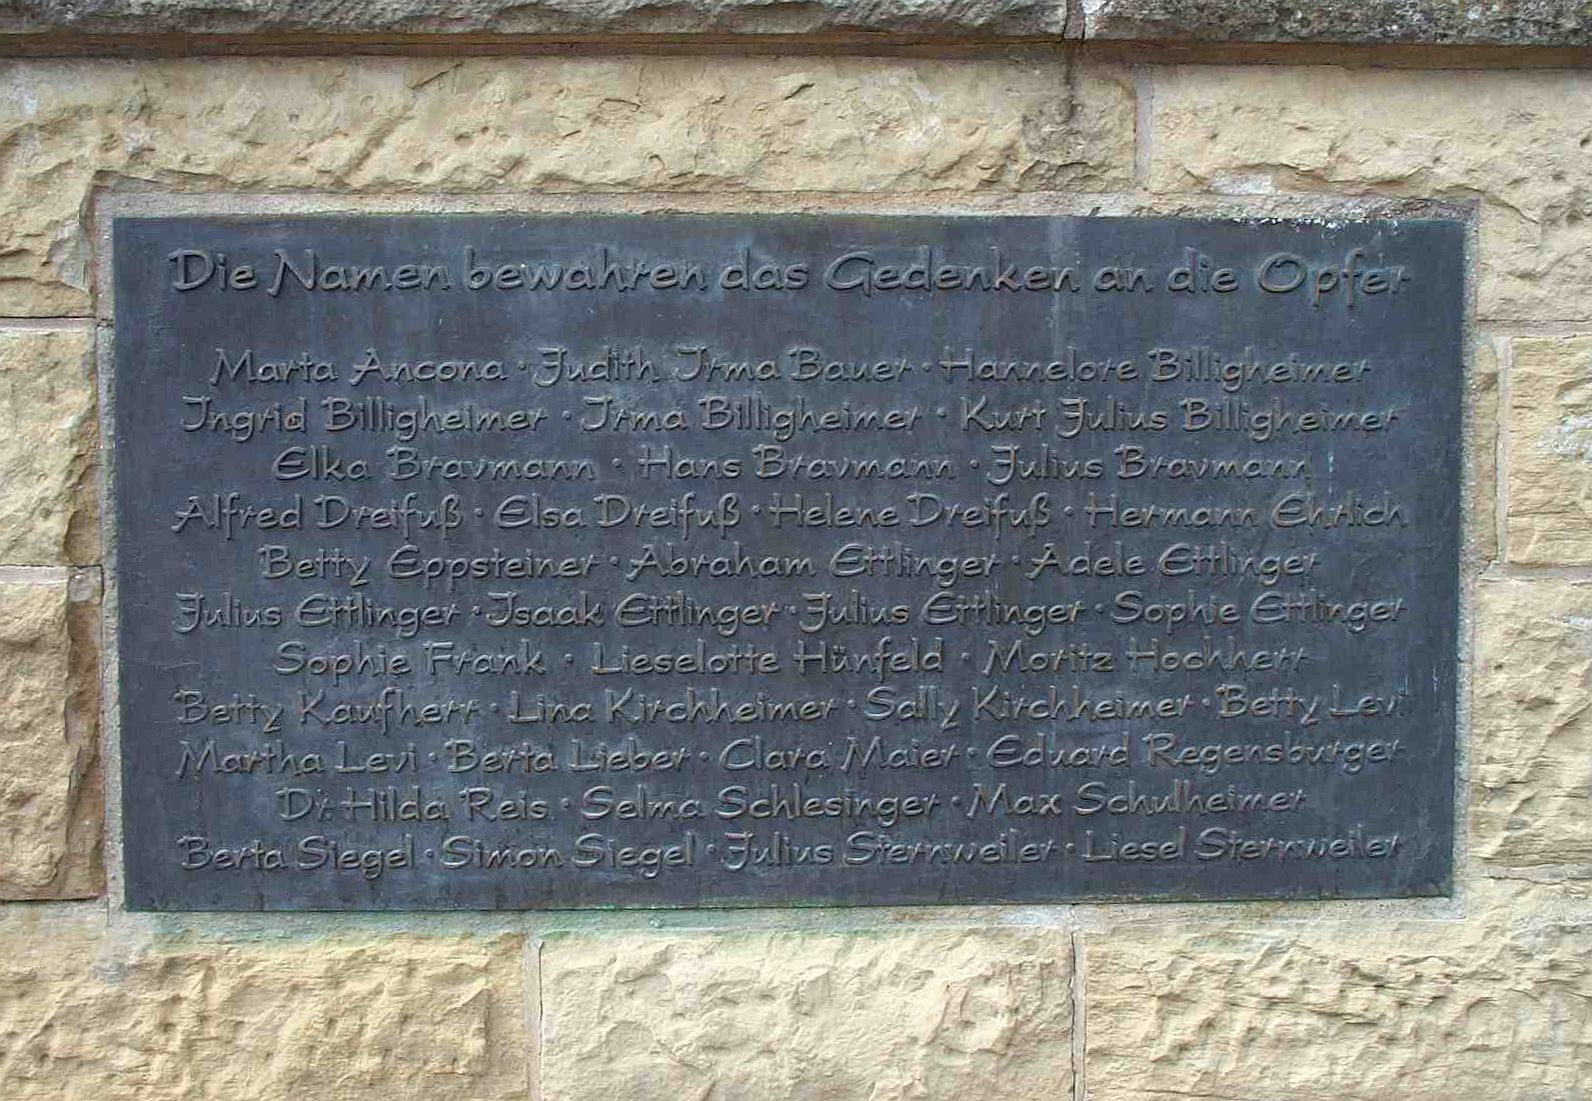 Die Namen bewahren das Gedenken an die Opfer
Marta Ancona · Judith Irma Bauer · Hannelore Billigheimer
Ingrid Billigheimer · Irma Billigheimer · Kurt Julius Billigheimer
Elka Bravmann · Hans Bravmann · Julius Bravmann
Alfred Dreifuß · Elsa Dreifuß · Helene Dreifuß · Hermann Ehrlich
Betty Eppsteiner · Abraham Ettlinger · Adele Ettlinger
Julius Ettlinger · Isaak Ettlinger · Julius Ettlinger · Sophie Ettlinger
Sophie Frank · Lieselotte Hünfeld · Moritz Hochherr
Betty Kaufherr · Lina Kirchheimer · Sally Kirchheimer · Betty Levi
Martha Levi · Berta Lieber · Clara Maier · Eduard Regensburger
Dr. Hilda Reis · Selma Schlesinger · Max Schulheimer
Berta Siegel · Simon Siegel · Julius Sternweiler · Liesel Sternweiler